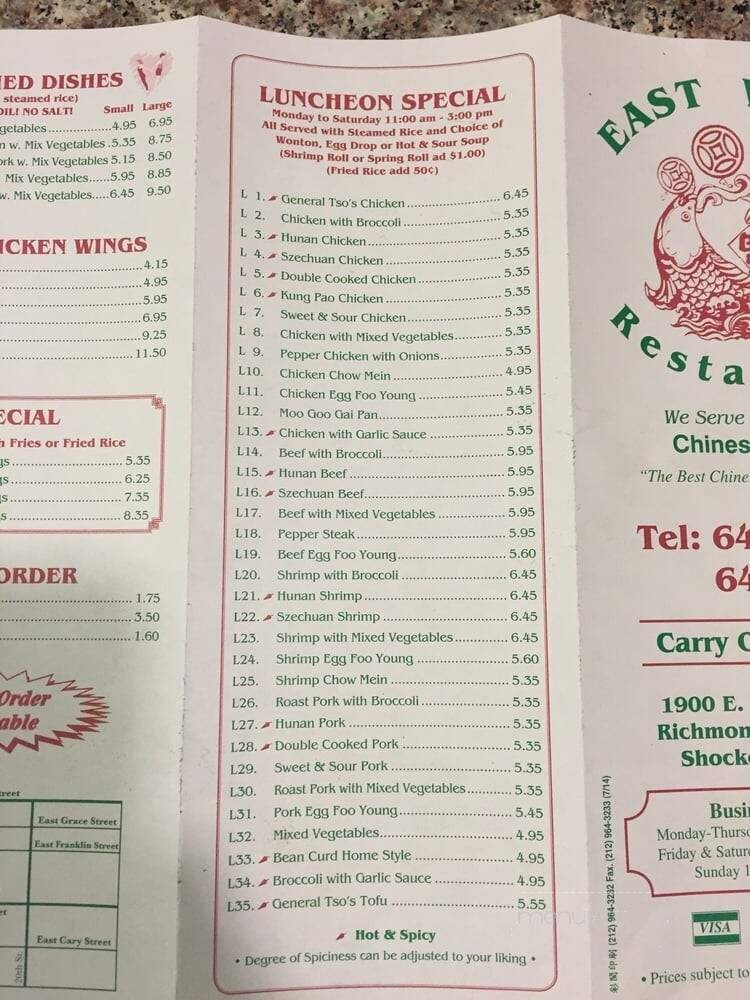 DISHES
steamed rice)
NO SALT! Small Large
4.95 6.95
w. Mix Vegetables .5.35 8.75
w. Mix Vegetables 5.15 8.50
Mix Vegetables......5.95 8.85
w. Mix Vegetables....6.45 9.50
WINGS
4.15
4.95
5.95
6.95
9.25
11.50
Fries or Fried Rice
5.35
6.25
7.35
8.35
ORDER
1.75
3.50
1.60
Order
East Grace Street
East Franklin Street
East Cary Street
20th St.
LUNCHEON SPECIAL
Monday to Saturday 11:00 am - 3:00 pm
All Served with Steamed Rice and Choice of
Wonton, Egg Drop or Hot & Sour Soup
(Shrimp Roll or Spring Roll ad $1.00)
(Fried Rice add 50¢)
L 1. General Tso's Chicken 6.45
L 2. Chicken with Broccoli 5.35
L 3. Hunan Chicken 5.35
L 4. Szechuan Chicken 5.35
L 5. Double Cooked Chicken 5.35
L 6. Kung Pao Chicken 5.35
L 7. Sweet & Sour Chicken 5.35
L 8. Chicken with Mixed Vegetables 5.35
L 9. Pepper Chicken with Onions 5.35
L10. Chicken Chow Mein 4.95
L11. Chicken Egg Foo Young 5.45
L12. Moo Goo Gai Pan 5.35
L13. Chicken with Garlic Sauce 5.35
L14. Beef with Broccoli 5.95
L15. Hunan Beef 5.95
L16. Szechuan Beef 5.95
L17. Beef with Mixed Vegetables 5.95
L18. Pepper Steak 5.95
L19. Beef Egg Foo Young 5.60
L20. Shrimp with Broccoli 6.45
L21. Hunan Shrimp 6.45
L22. Szechuan Shrimp 6.45
L23. Shrimp with Mixed Vegetables 6.45
L24. Shrimp Egg Foo Young 5.60
L25. Shrimp Chow Mein 5.35
L26. Roast Pork with Broccoli 5.35
L27. Hunan Pork 5.35
L28. Double Cooked Pork 5.35
L29. Sweet & Sour Pork 5.35
L30. Roast Pork with Mixed Vegetables 5.35
L31. Pork Egg Foo Young 5.45
L32. Mixed Vegetables 4.95
L33. Bean Curd Home Style 4.95
L34. Broccoli with Garlic Sauce 4.95
L35. General Tso's Tofu 5.55
Hot & Spicy
• Degree of Spiciness can be adjusted to your liking •
(212) 964-3232 Fax. (212) 964-3233 (7/14)
EAST
Resta
We Serve
Chines
"The Best Chine
Tel: 64
64
Carry
1900 E.
Richmon
Shock
Busi
Monday-Thurs
Friday & Satur
Sunday 1
VISA
• Prices subject to